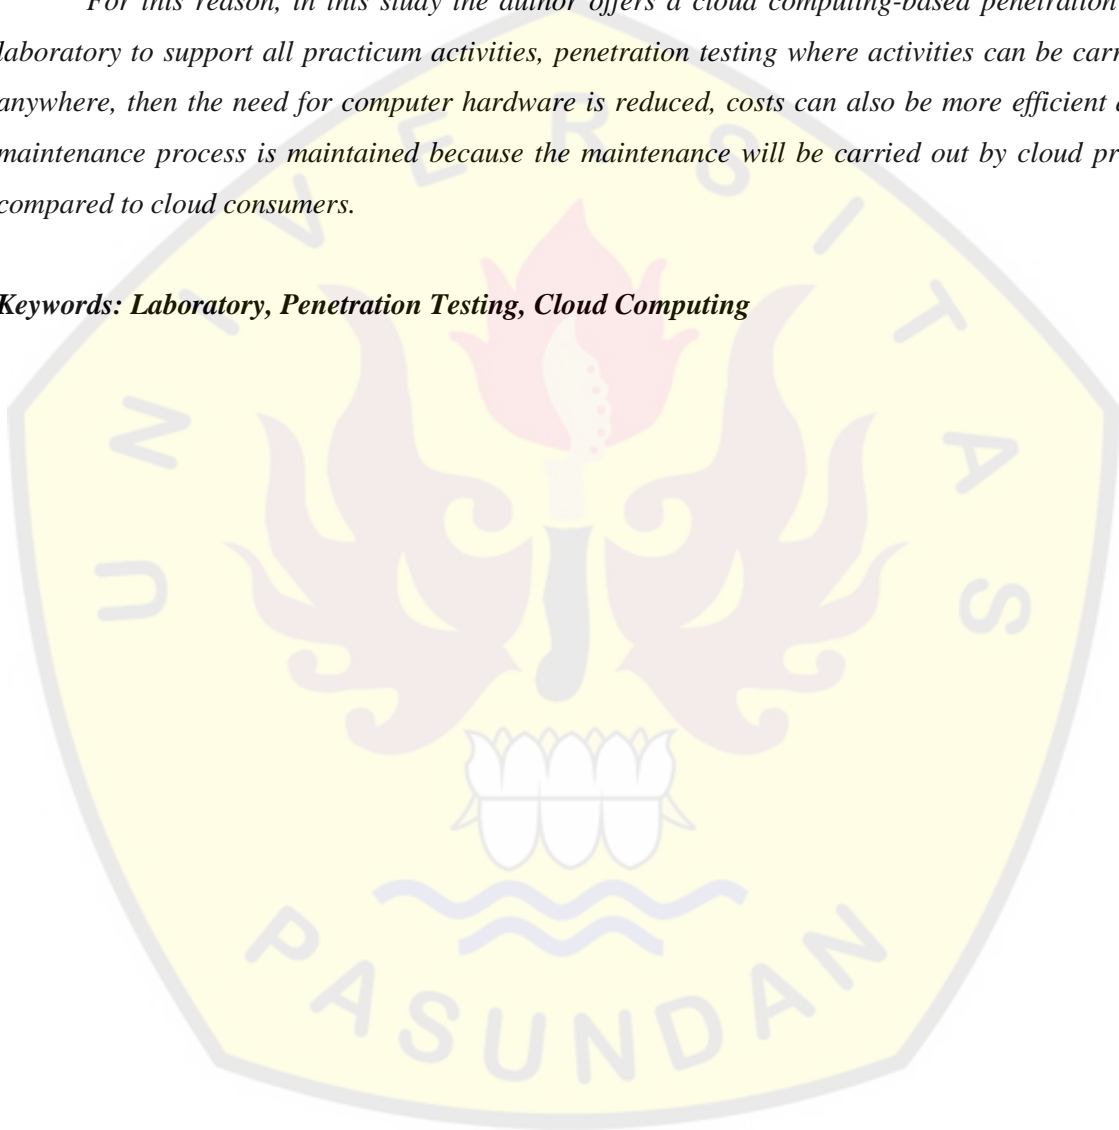 For this reason, in this study the author offers a cloud computing-based penetration
laboratory to support all practicum activities, penetration testing where activities can be carr
anywhere, then the need for computer hardware is reduced, costs can also be more efficient
maintenance process is maintained because the maintenance will be carried out by cloud pr
compared to cloud consumers.
Keywords: Laboratory, Penetration Testing, Cloud Computing
UNIVERSITAS
PASUNDAN